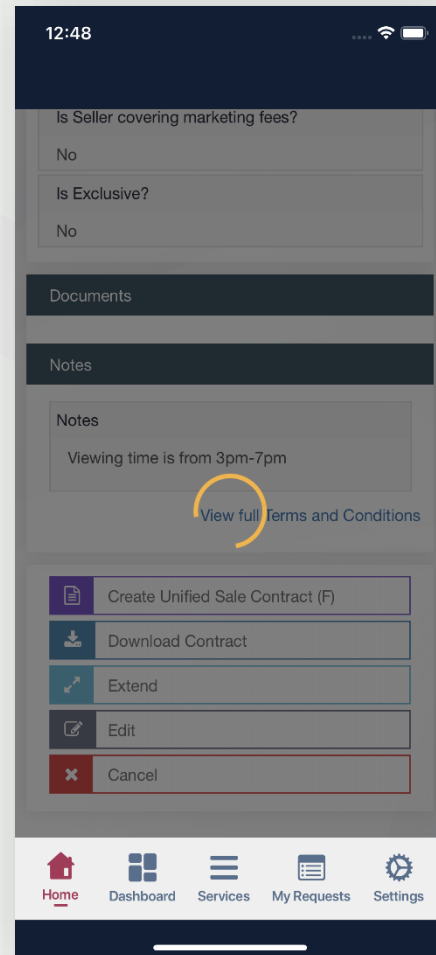 12:48
Is Seller covering marketing fees?
No
Is Exclusive?
No
Documents
Notes
Notes
Viewing time is from 3pm-7pm
View full Terms and Conditions
Create Unified Sale Contract (F)
Download Contract
Extend
Edit
Cancel
Home Dashboard Services My Requests Settings